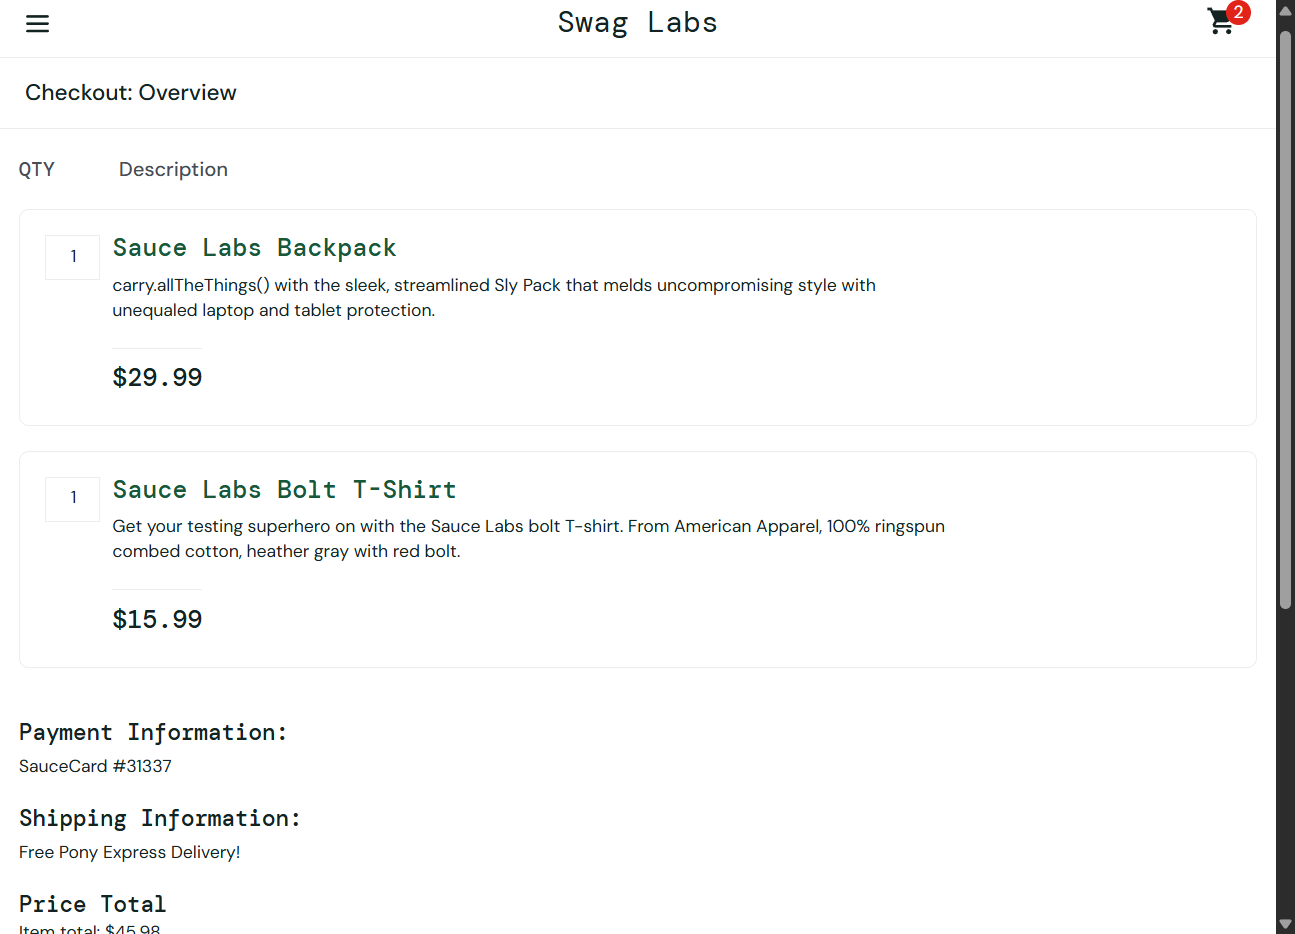 Swag Labs
2
Checkout: Overview
QTY Description
1
Sauce Labs Backpack
carry.allTheThings() with the sleek, streamlined Sly Pack that melds uncompromising style with
unequaled laptop and tablet protection.
$29.99
1
Sauce Labs Bolt T-Shirt
Get your testing superhero on with the Sauce Labs bolt T-shirt. From American Apparel, 100% ringspun
combed cotton, heather gray with red bolt.
$15.99
Payment Information:
SauceCard #31337
Shipping Information:
Free Pony Express Delivery!
Price Total
Item total: $45.98